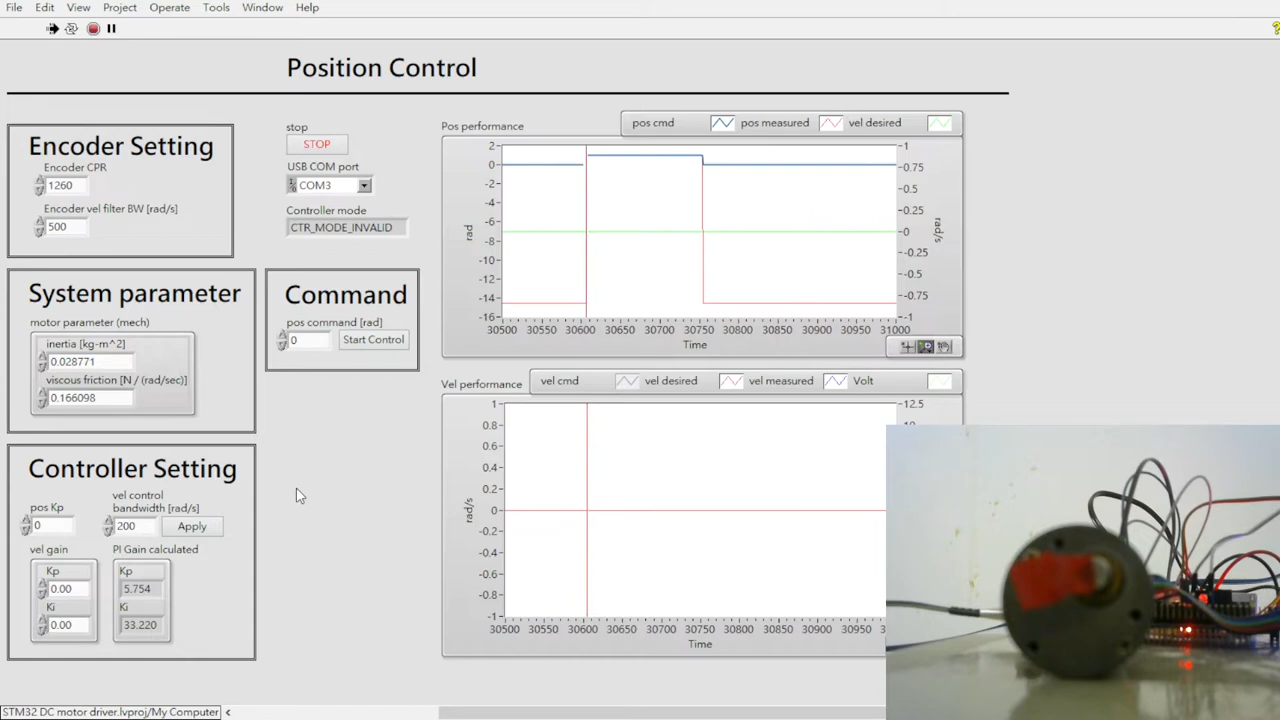 File Edit View Project Operate Tools Window Help
Position Control
Encoder Setting
Encoder CPR
1260
Encoder vel filter BW [rad/s]
500
stop
STOP
USB COM port
COM3
Controller mode
CTR_MODE_INVALID
System parameter
motor parameter (mech)
inertia [kg-m^2]
0.028771
viscous friction [N / (rad/sec)]
0.166098
Command
pos command [rad]
0
Start Control
Controller Setting
pos Kp
0
vel control
bandwidth [rad/s]
200
Apply
vel gain
Kp
0.00
Ki
0.00
PI Gain calculated
Kp
5.754
Ki
33.220
Pos performance
pos cmd pos measured vel desired
2
0
-2
-4
-6
-8
-10
-12
-14
-16
rad
1
0.75
0.5
0.25
0
-0.25
-0.5
-0.75
-1
rad/s
30500 30550 30600 30650 30700 30750 30800 30850 30900 30950 31000
Time
Vel performance
vel cmd vel desired vel measured Volt
1
0.8
0.6
0.4
0.2
0
-0.2
-0.4
-0.6
-0.8
-1
rad/s
12.5
30500 30550 30600 30650 30700 30750 30800 30850 30900 30950
Time
STM32 DC motor driver.lvproj/My Computer